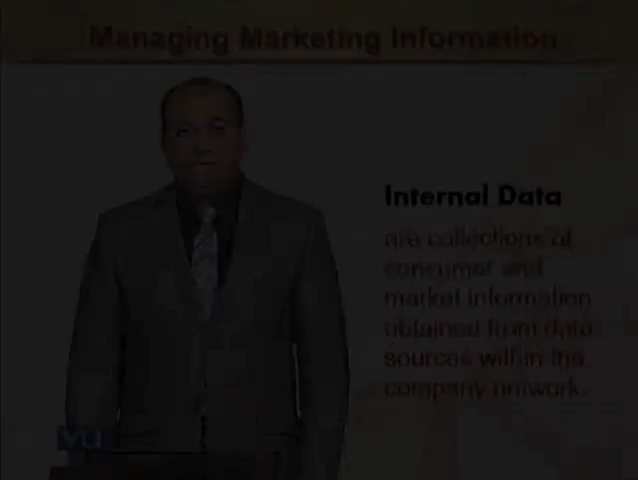 Managing Marketing Information
Internal Data
are collections of
consumer and
market information
obtained from data
sources within the
company network.
VU